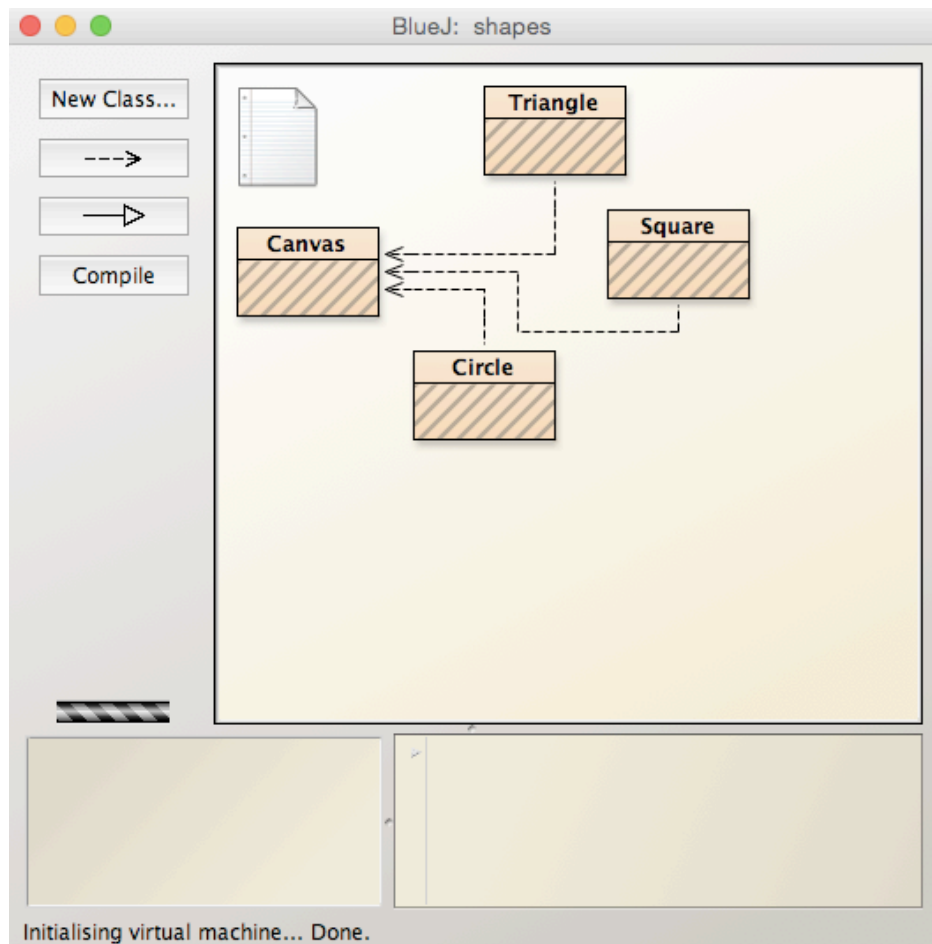 BlueJ: shapes
New Class...
Compile
Triangle
Square
Canvas
Circle
Initialising virtual machine... Done.